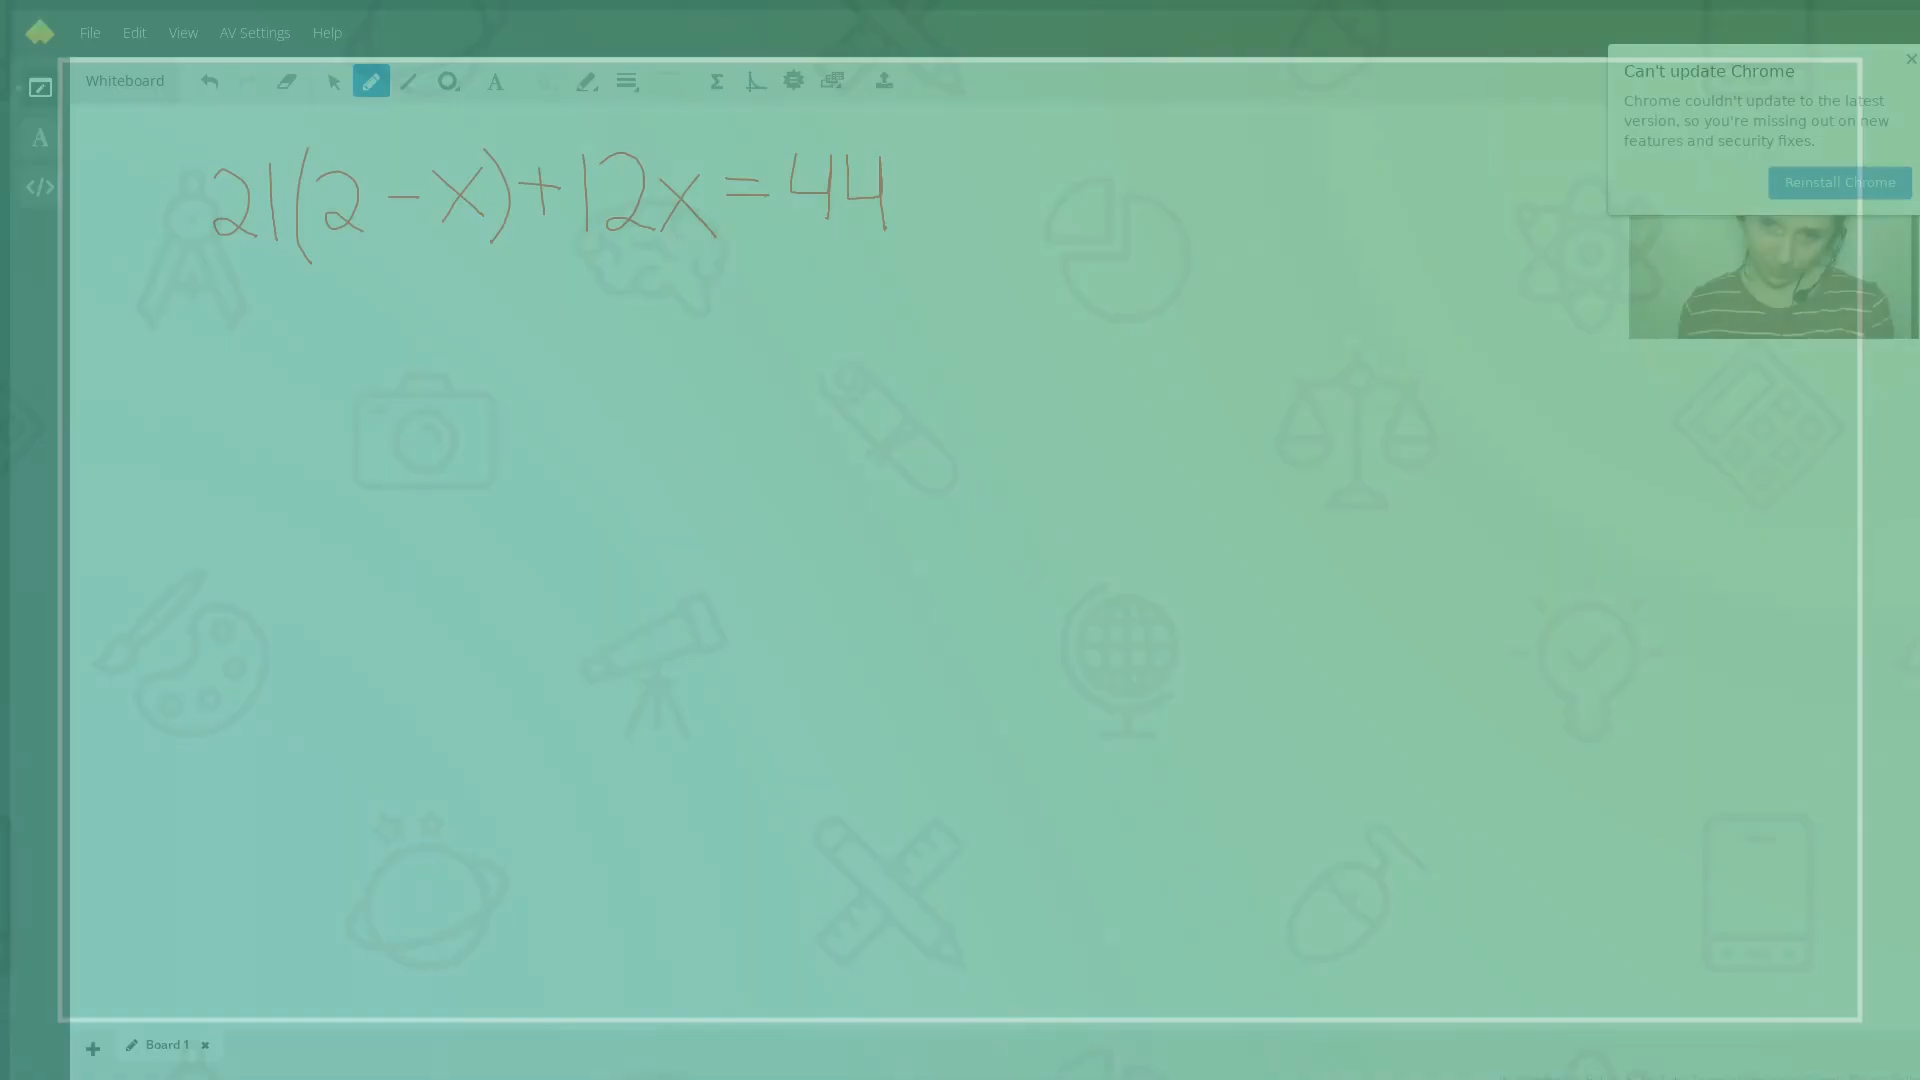 File Edit View AV Settings Help
Whiteboard
A
A
</>
Can't update Chrome
Chrome couldn't update to the latest
version, so you're missing out on new
features and security fixes.
Reinstall Chrome
21(2-x)+12x=44
Board 1